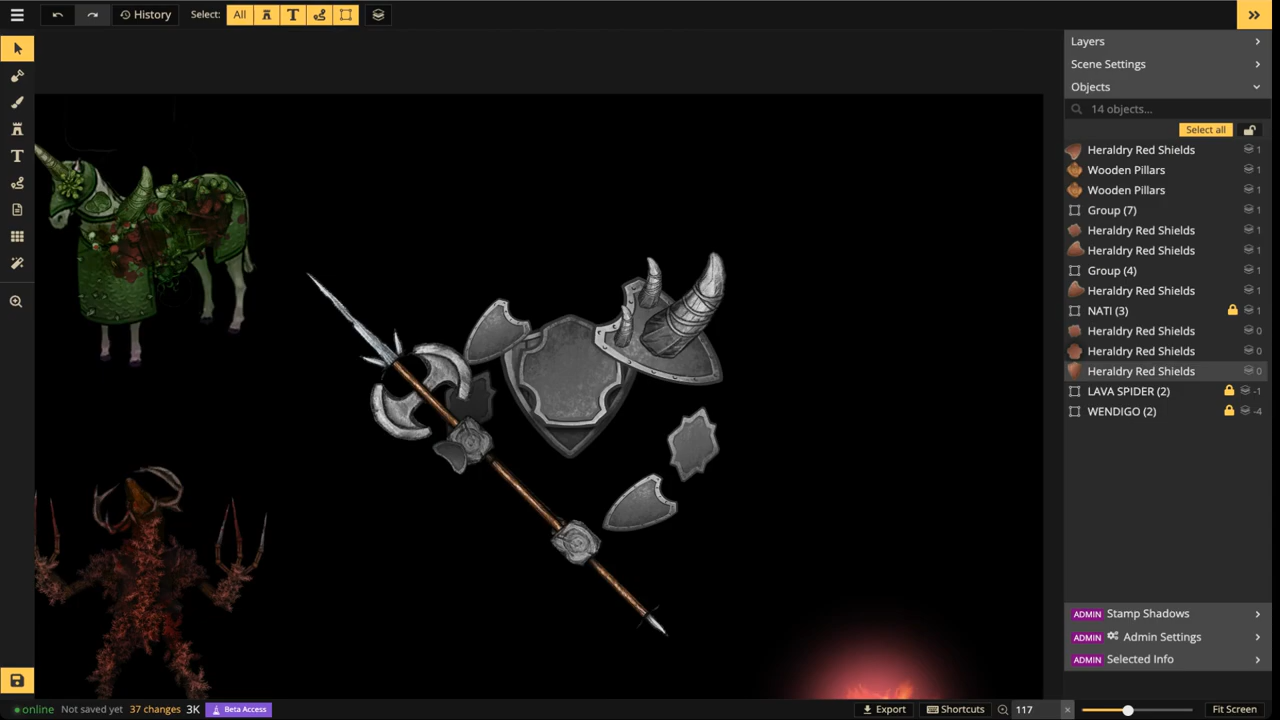 History Select: All T
Layers
Scene Settings
Objects
14 objects...
Select all
Heraldry Red Shields 1
Wooden Pillars 1
Wooden Pillars 1
Group (7) 1
Heraldry Red Shields 1
Heraldry Red Shields 1
Group (4) 1
Heraldry Red Shields 1
NATI (3) 1
Heraldry Red Shields 0
Heraldry Red Shields 0
Heraldry Red Shields 0
LAVA SPIDER (2) -1
WENDIGO (2) -4
T
ADMIN Stamp Shadows
ADMIN Admin Settings
ADMIN Selected Info
online Not saved yet 37 changes 3K Beta Access Export Shortcuts 117 × Fit Screen